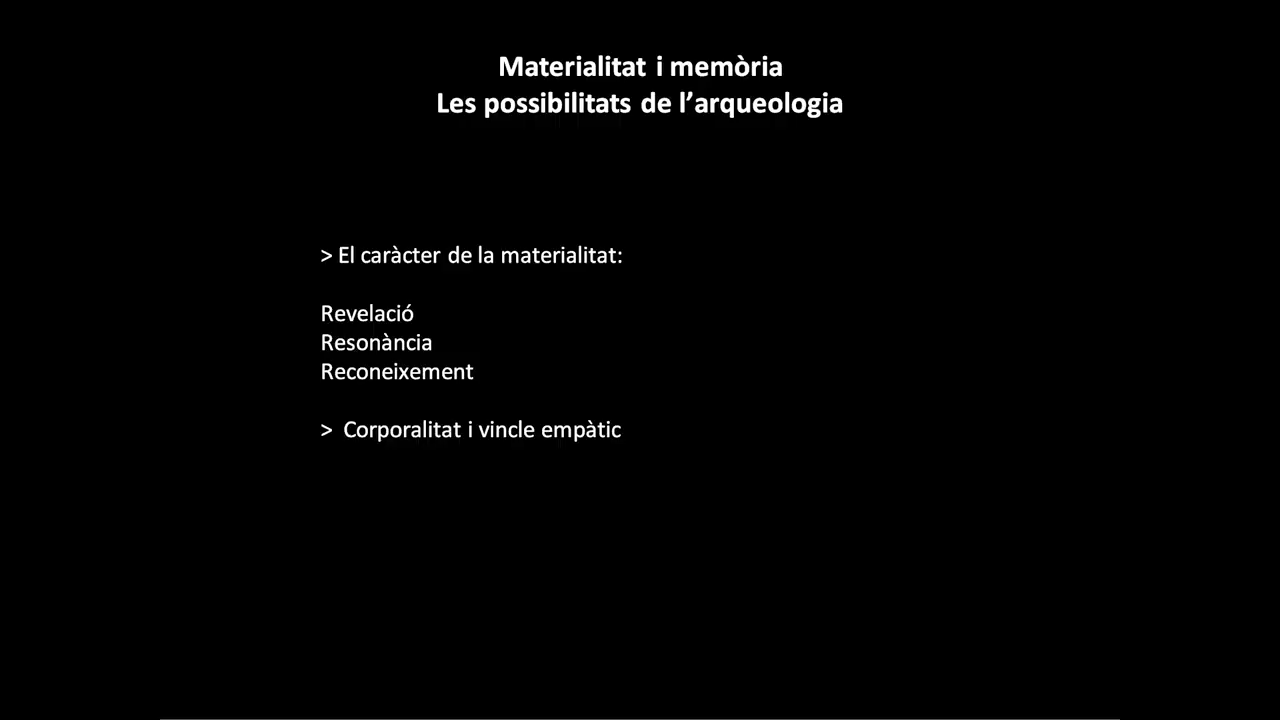 Materialitat i memòria
Les possibilitats de l’arqueologia
> El caràcter de la materialitat:
Revelació
Resonància
Reconeixement
> Corporalitat i vincle empàtic